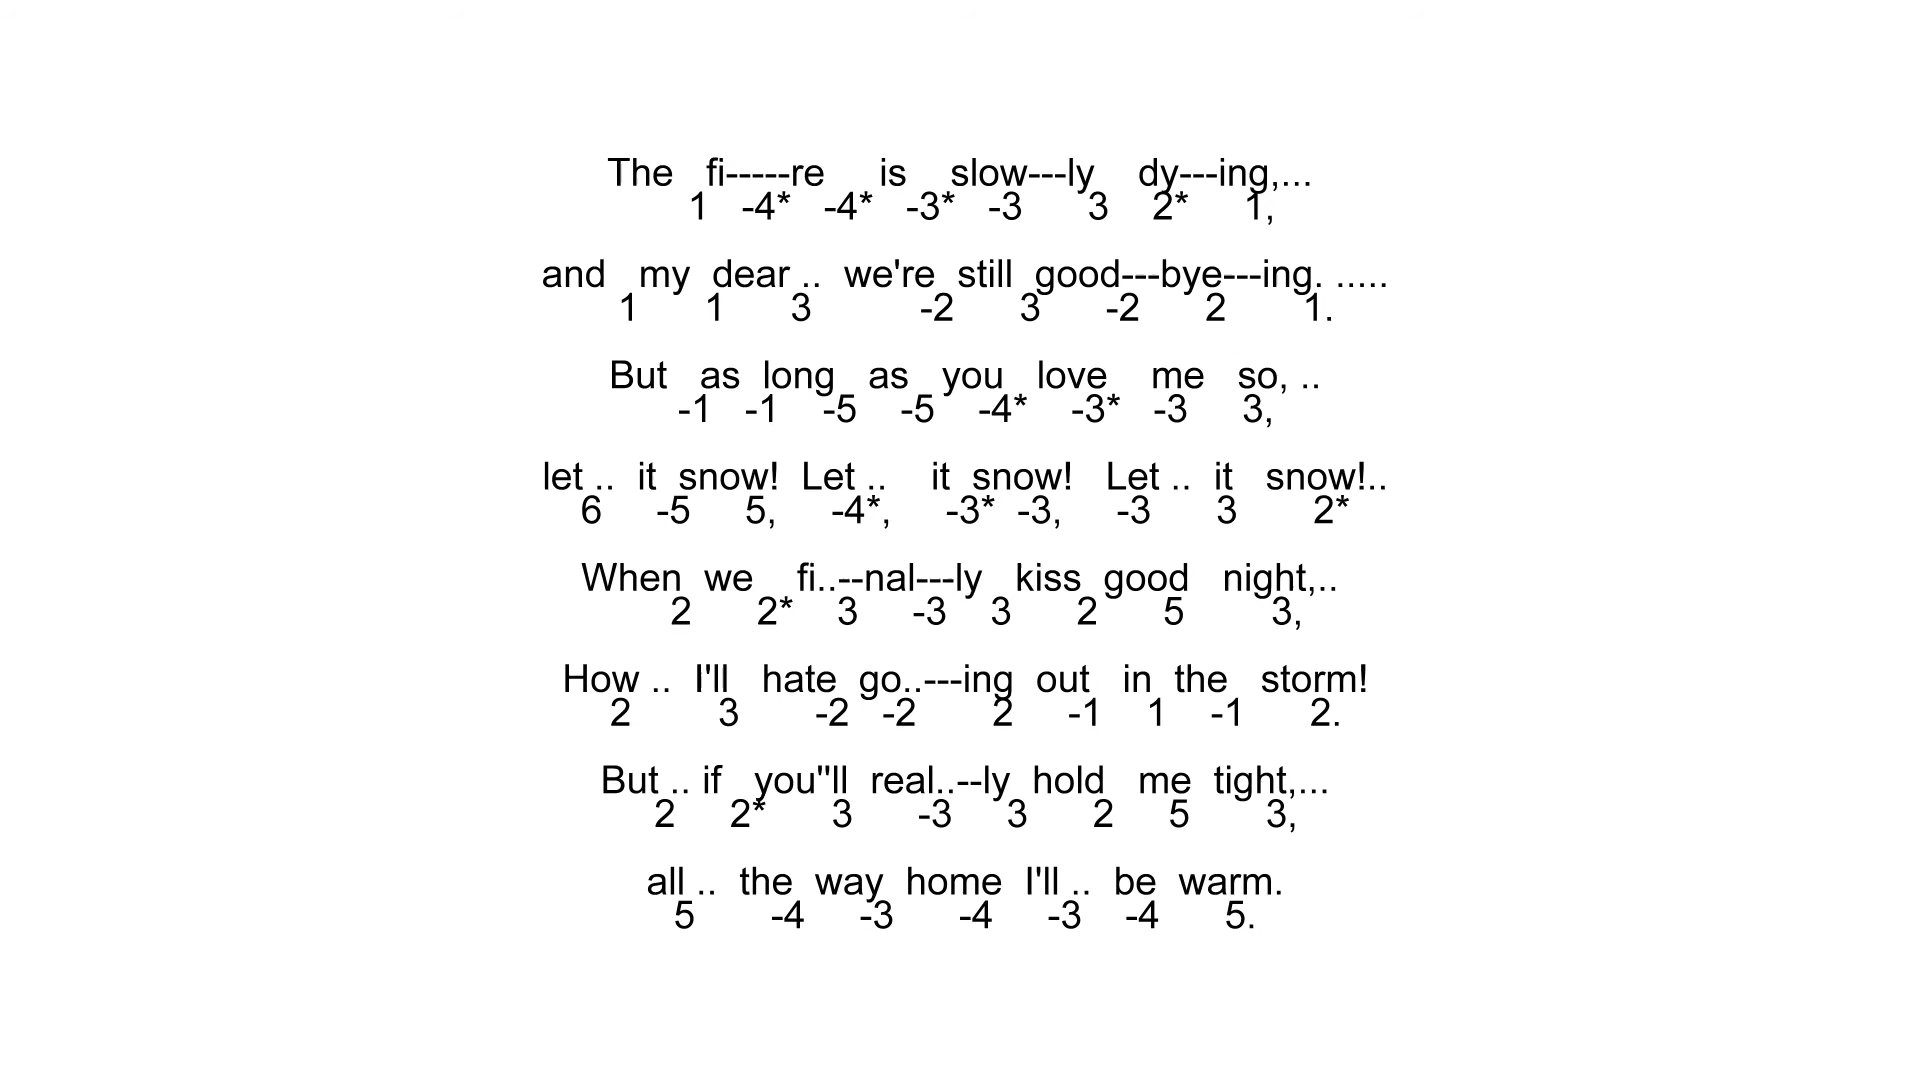 The fi-----re is slow---ly dy---ing,...
1 -4* -4* -3* -3 3 2* 1,
and my dear .. we're still good---bye---ing. .....
1 1 3 -2 3 -2 2 1.
But as long as you love me so, ..
-1 -1 -5 -5 -4* -3* -3 3,
let .. it snow! Let .. it snow! Let .. it snow!..
6 -5 5, -4*, -3* -3, -3 3 2*
When we fi..--nal---ly kiss good night,..
2 2* 3 -3 3 2 5 3,
How .. I'll hate go..---ing out in the storm!
2 3 -2 -2 2 -1 1 -1 2.
But .. if you"ll real..--ly hold me tight,...
2 2* 3 -3 3 2 5 3,
all .. the way home I'll .. be warm.
5 -4 -3 -4 -3 -4 5.